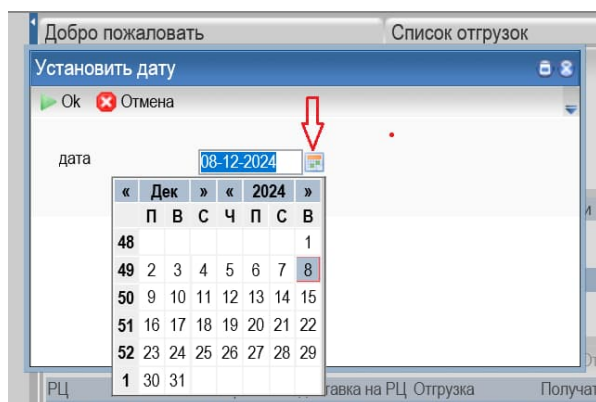 Добро пожаловать Список отгрузок
Установить дату
Ok Отмена
дата 08-12-2024
« Дек » « 2024 »
П В С Ч П С В
48 1
49 2 3 4 5 6 7 8
50 9 10 11 12 13 14 15
51 16 17 18 19 20 21 22
52 23 24 25 26 27 28 29
1 30 31
РЦ на РЦ Отгрузка